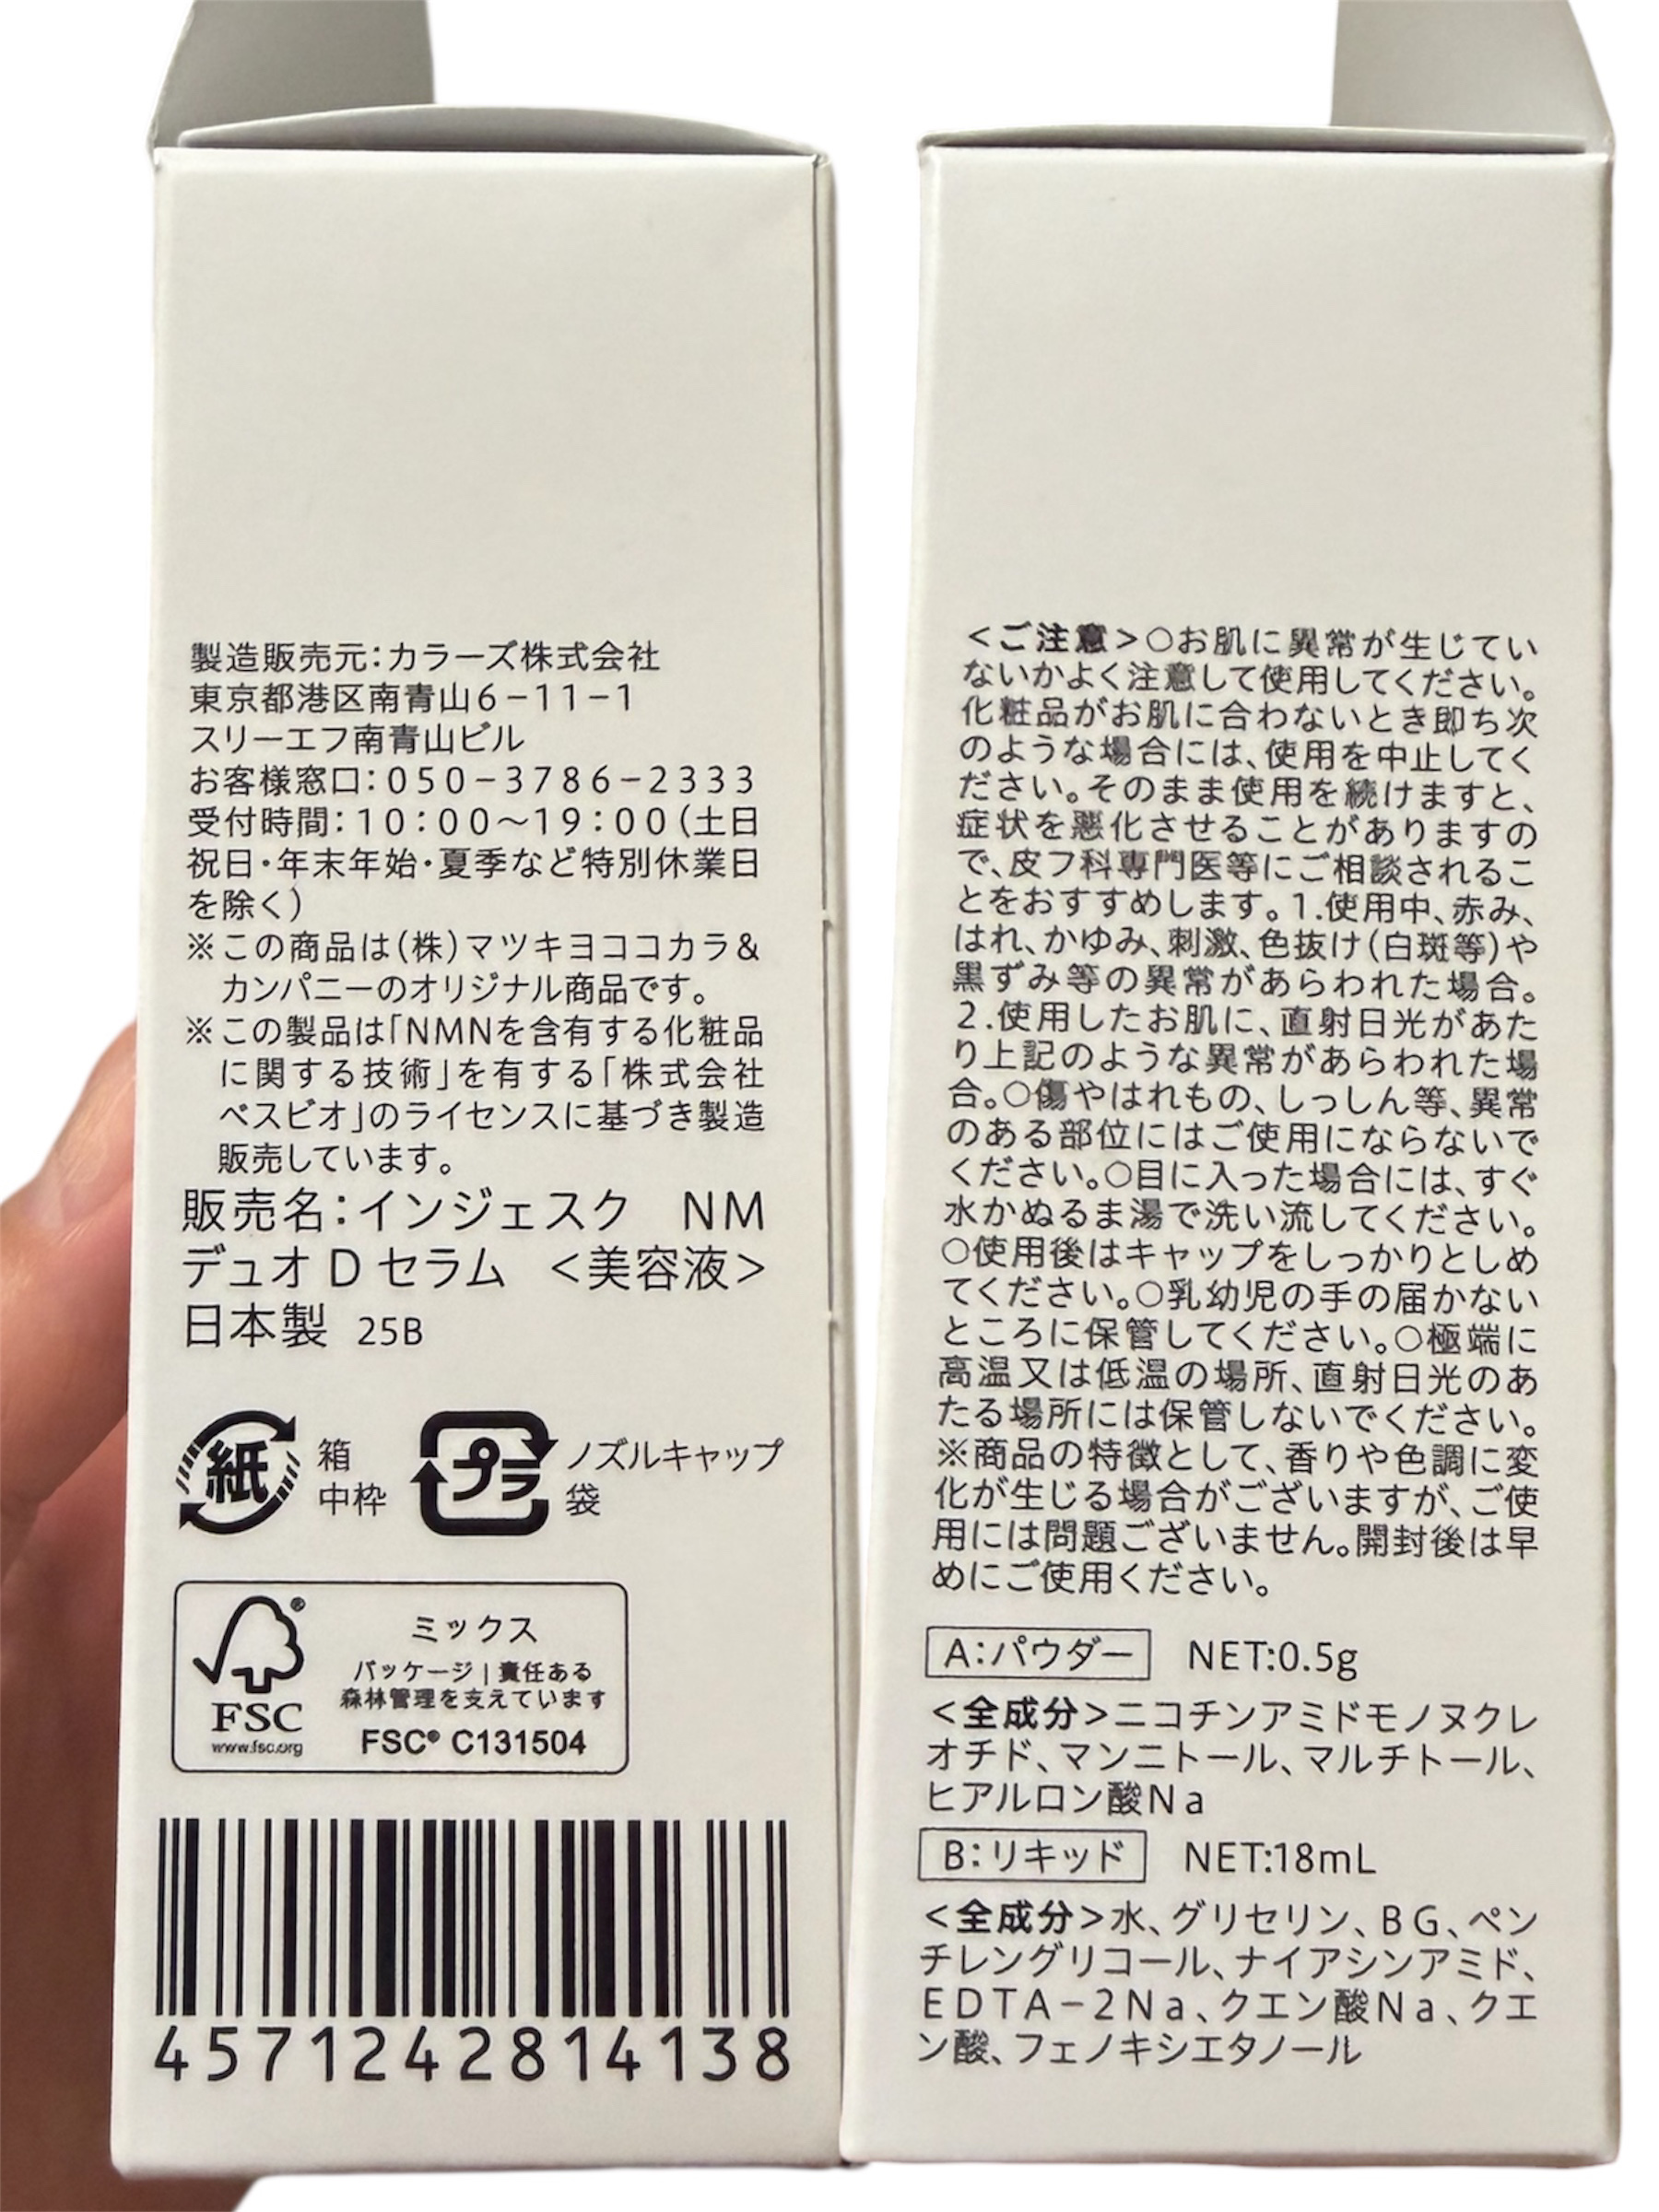 製造販売元：カラーズ株式会社
東京都港区南青山6－11－1
スリーエフ南青山ビル
お客様窓口：050－3786－2333
受付時間：10：00～19：00（土日
祝日・年末年始・夏季など特別休業日
を除く）
※この商品は（株）マツキヨココカラ＆
カンパニーのオリジナル商品です。
※この製品は「NMNを含有する化粧品
に関する技術」を有する「株式会社
ベスビオ」のライセンスに基づき製造
販売しています。
販売名：インジェスク　NM
デュオ D セラム　＜美容液＞
日本製 25B
紙 箱
中枠
プラ ノズルキャップ
袋
ミックス
パッケージ | 責任ある
森林管理を支えています
FSC® C131504
®
FSC
www.fsc.org
4571242814138
＜ご注意＞○お肌に異常が生じてい
ないかよく注意して使用してください。
化粧品がお肌に合わないとき即ち次
のような場合には、使用を中止してく
ださい。そのまま使用を続けますと、
症状を悪化させることがありますの
で、皮フ科専門医等にご相談されるこ
とをおすすめします。1.使用中、赤み、
はれ、かゆみ、刺激、色抜け（白斑等）や
黒ずみ等の異常があらわれた場合。
2.使用したお肌に、直射日光があた
り上記のような異常があらわれた場
合。○傷やはれもの、しっしん等、異常
のある部位にはご使用にならないで
ください。○目に入った場合には、すぐ
水かぬるま湯で洗い流してください。
○使用後はキャップをしっかりとしめ
てください。○乳幼児の手の届かない
ところに保管してください。○極端に
高温又は低温の場所、直射日光のあ
たる場所には保管しないでください。
※商品の特徴として、香りや色調に変
化が生じる場合がございますが、ご使
用には問題ございません。開封後は早
めにご使用ください。
A：パウダー NET:0.5g
＜全成分＞ニコチンアミドモノヌクレ
オチド、マンニトール、マルチトール、
ヒアルロン酸Na
B：リキッド NET:18mL
＜全成分＞水、グリセリン、BG、ペン
チレングリコール、ナイアシンアミド、
EDTA－2Na、クエン酸Na、クエ
ン酸、フェノキシエタノール